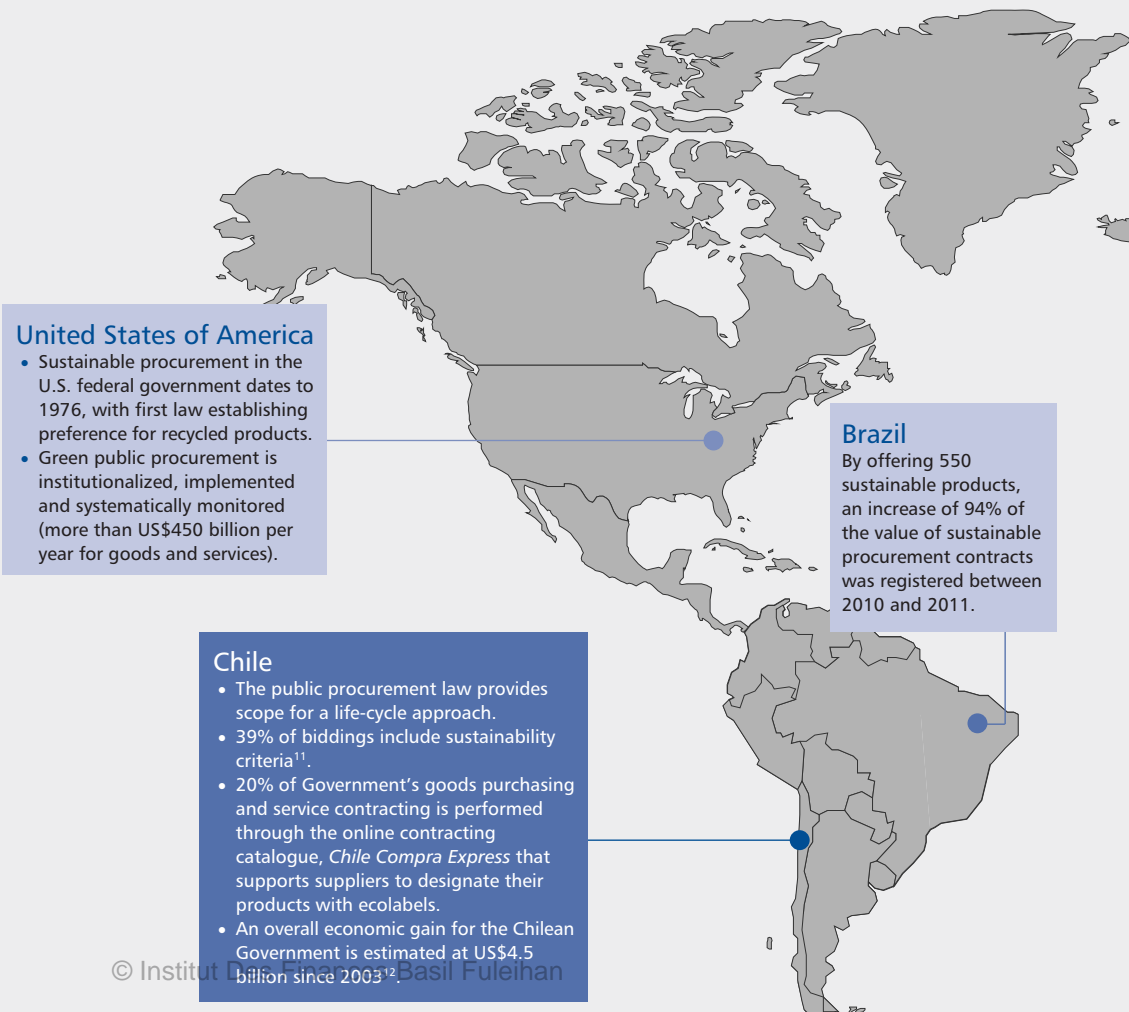 United States of America
• Sustainable procurement in the
U.S. federal government dates to
1976, with first law establishing
preference for recycled products.
• Green public procurement is
institutionalized, implemented
and systematically monitored
(more than US$450 billion per
year for goods and services).
Brazil
By offering 550
sustainable products,
an increase of 94% of
the value of sustainable
procurement contracts
was registered between
2010 and 2011.
Chile
• The public procurement law provides
scope for a life-cycle approach.
• 39% of biddings include sustainability
criteria¹¹.
• 20% of Government’s goods purchasing
and service contracting is performed
through the online contracting
catalogue, Chile Compra Express that
supports suppliers to designate their
products with ecolabels.
• An overall economic gain for the Chilean
Government is estimated at US$4.5
billion since 2003¹².
© Institut Des Finances Basil Fuleihan